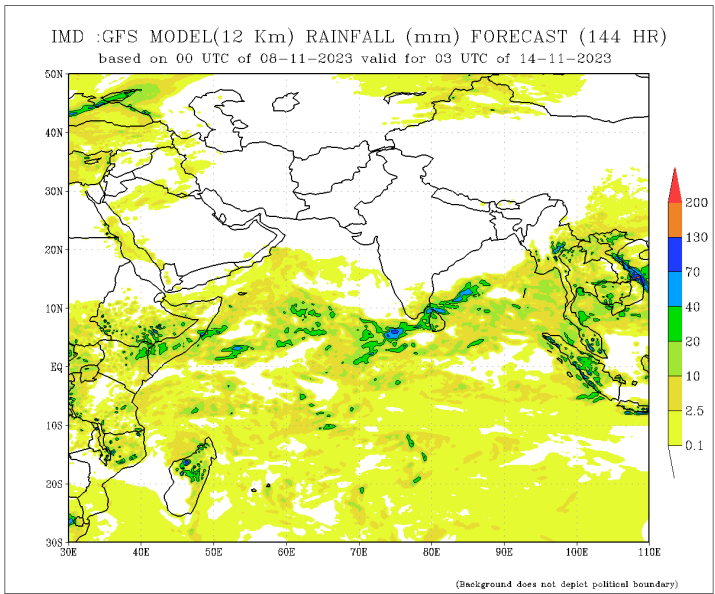 IMD :GFS MODEL(12 Km) RAINFALL (mm) FORECAST (144 HR)
based on 00 UTC of 08-11-2023 valid for 03 UTC of 14-11-2023
50N
40N
30N
20N
10N
EQ
10S
20S
30S
30E 40E 50E 60E 70E 80E 90E 100E 110E
200
130
70
40
20
10
2.5
0.1
(Background does not depict political boundary)